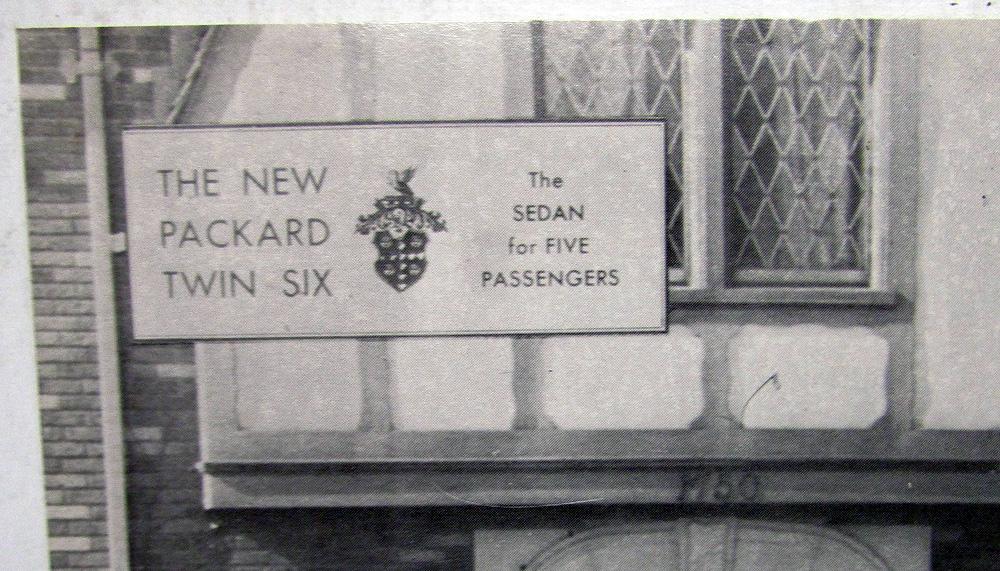 THE NEW
PACKARD
TWIN SIX
The
SEDAN
for FIVE
PASSENGERS